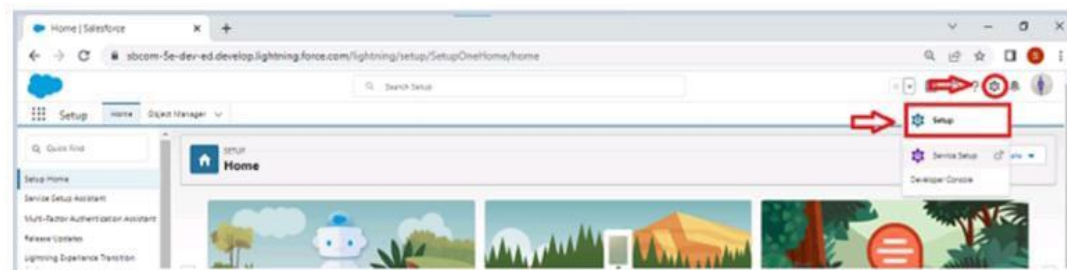 Home | Salesforce
sbcom-5e-dev-ed.develop.lightning.force.com/lightning/setup/SetupOneHome/home
Search Setup
Setup Home Object Manager
Setup
Quick Find
SETUP
Home
Service Setup
Developer Console
Setup Home
Service Setup Assistant
Multi-Factor Authentication Assistant
Release Updates
Lightning Experience Transition